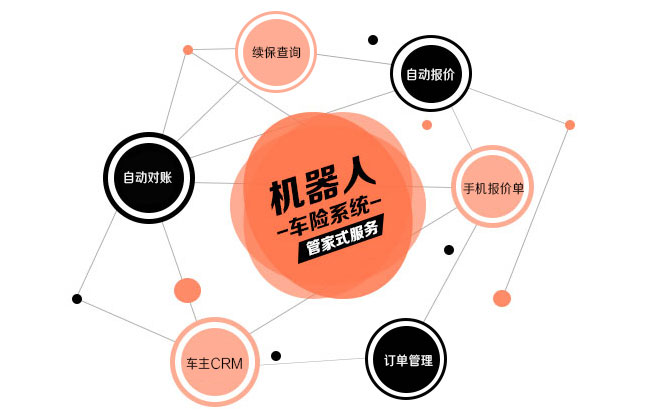 续保查询
自动报价
自动对账
手机报价单
机器人
–车险系统–
管家式服务
车主CRM
订单管理